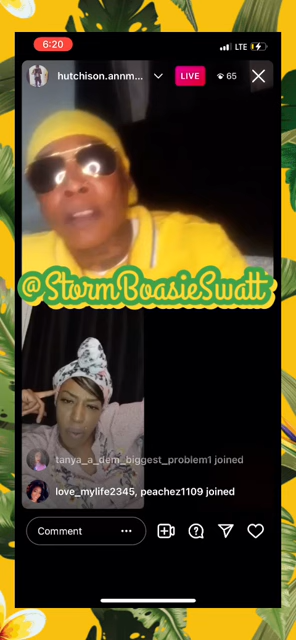 6:20
LTE
hutchison.annm...
LIVE
65
@StormBoasieSwatt
tanya_a_dem_biggest_problem1 joined
love_mylife2345, peachez1109 joined
Comment